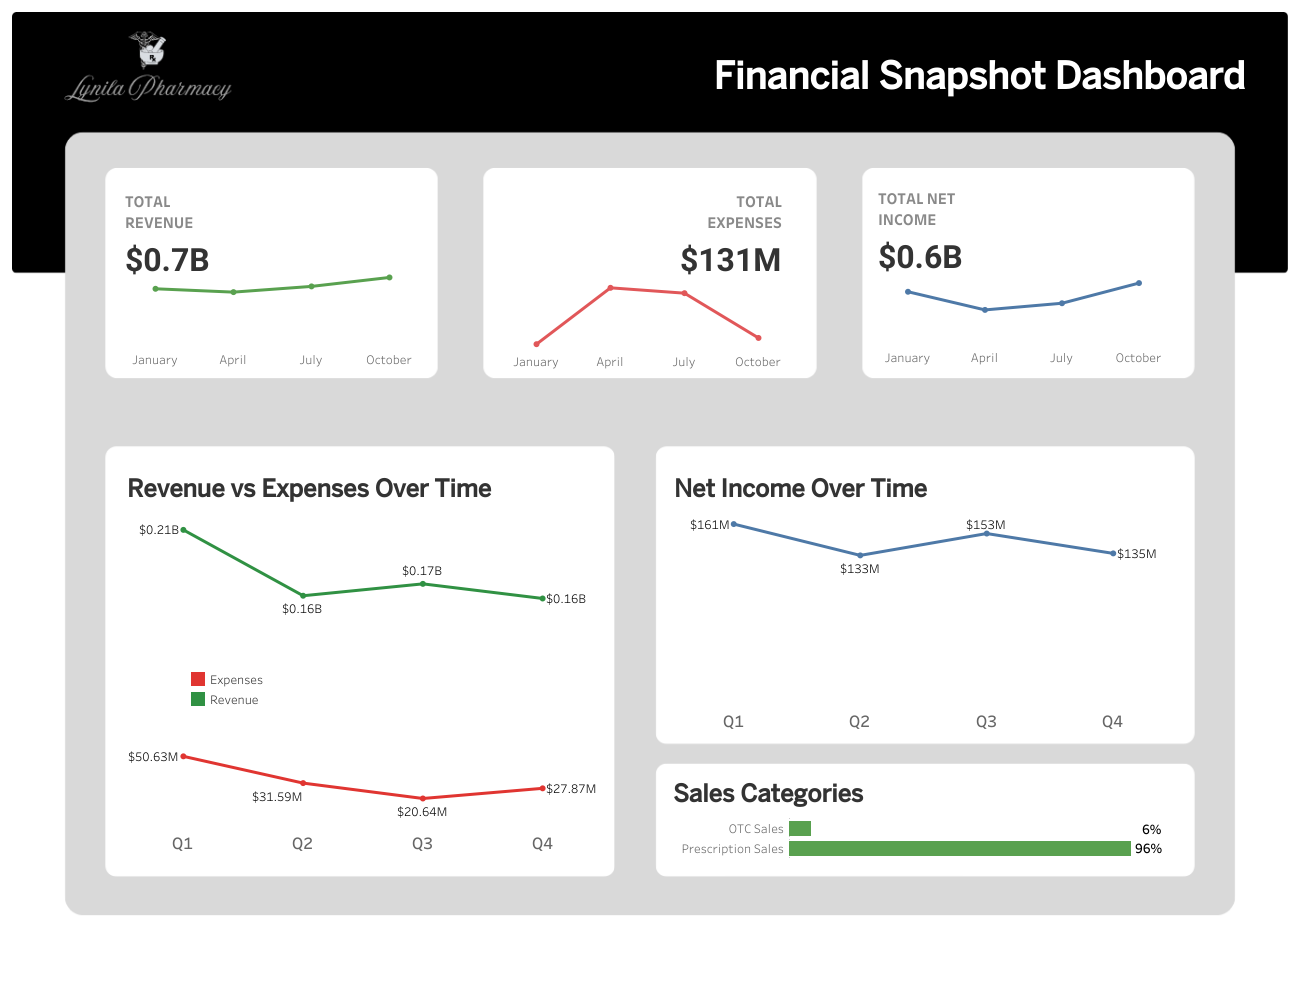 Lynila Pharmacy
Financial Snapshot Dashboard
TOTAL
REVENUE
$0.7B
January April July October
TOTAL
EXPENSES
$131M
January April July October
TOTAL NET
INCOME
$0.6B
January April July October
Revenue vs Expenses Over Time
$0.21B
$0.17B
$0.16B
$0.16B
Expenses
Revenue
$50.63M
$31.59M
$20.64M
$27.87M
Q1 Q2 Q3 Q4
Net Income Over Time
$161M
$133M
$153M
$135M
Q1 Q2 Q3 Q4
Sales Categories
OTC Sales 6%
Prescription Sales 96%